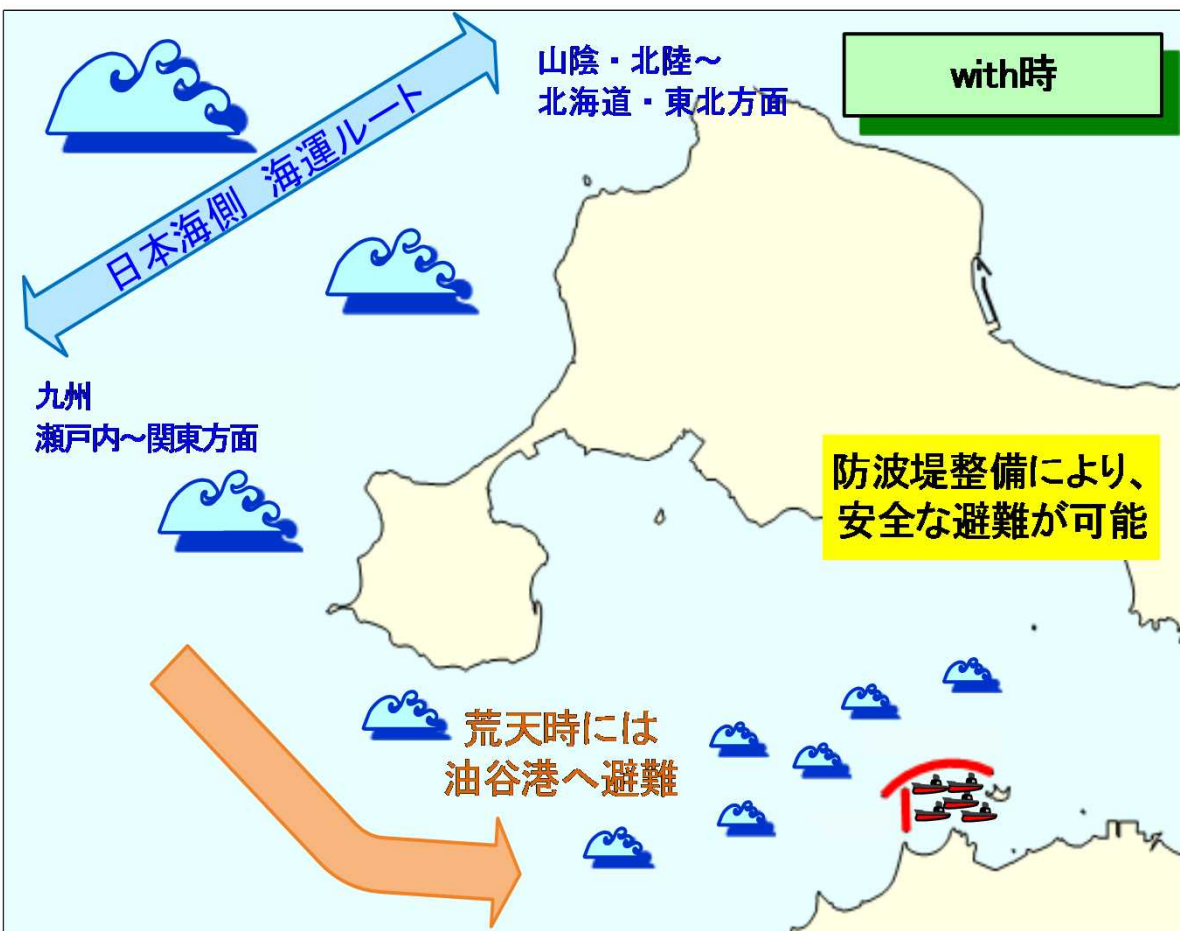 山陰・北陸～
北海道・東北方面
with時
日本海側 海運ルート
九州
瀬戸内～関東方面
防波堤整備により、
安全な避難が可能
荒天時には
油谷港へ避難